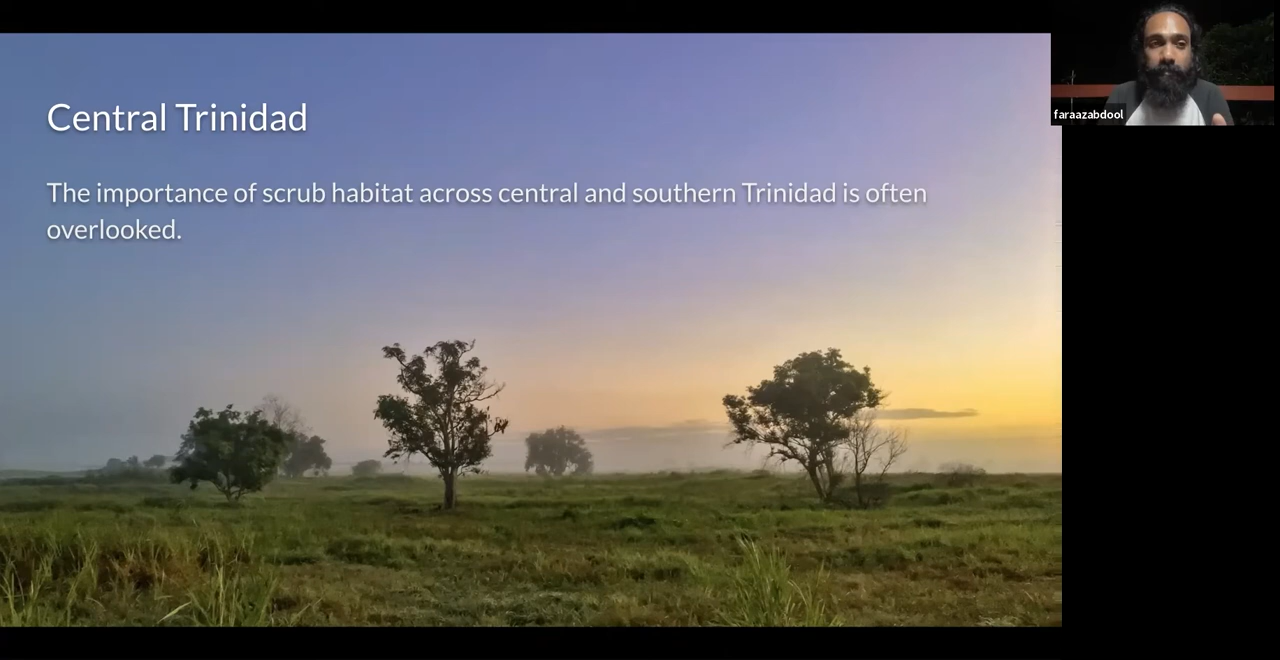 Central Trinidad
The importance of scrub habitat across central and southern Trinidad is often
overlooked.
faraazabdool